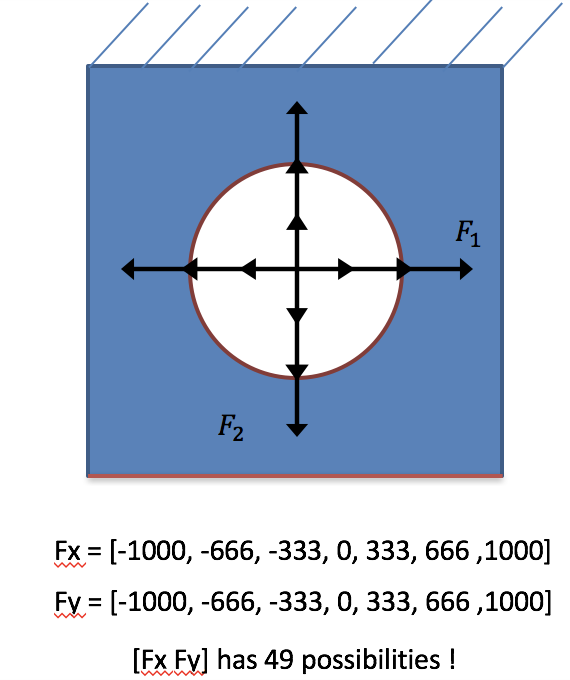 F₁
F₂
Fx = [-1000, -666, -333, 0, 333, 666 ,1000]
Fy = [-1000, -666, -333, 0, 333, 666 ,1000]
[Fx Fy] has 49 possibilities !